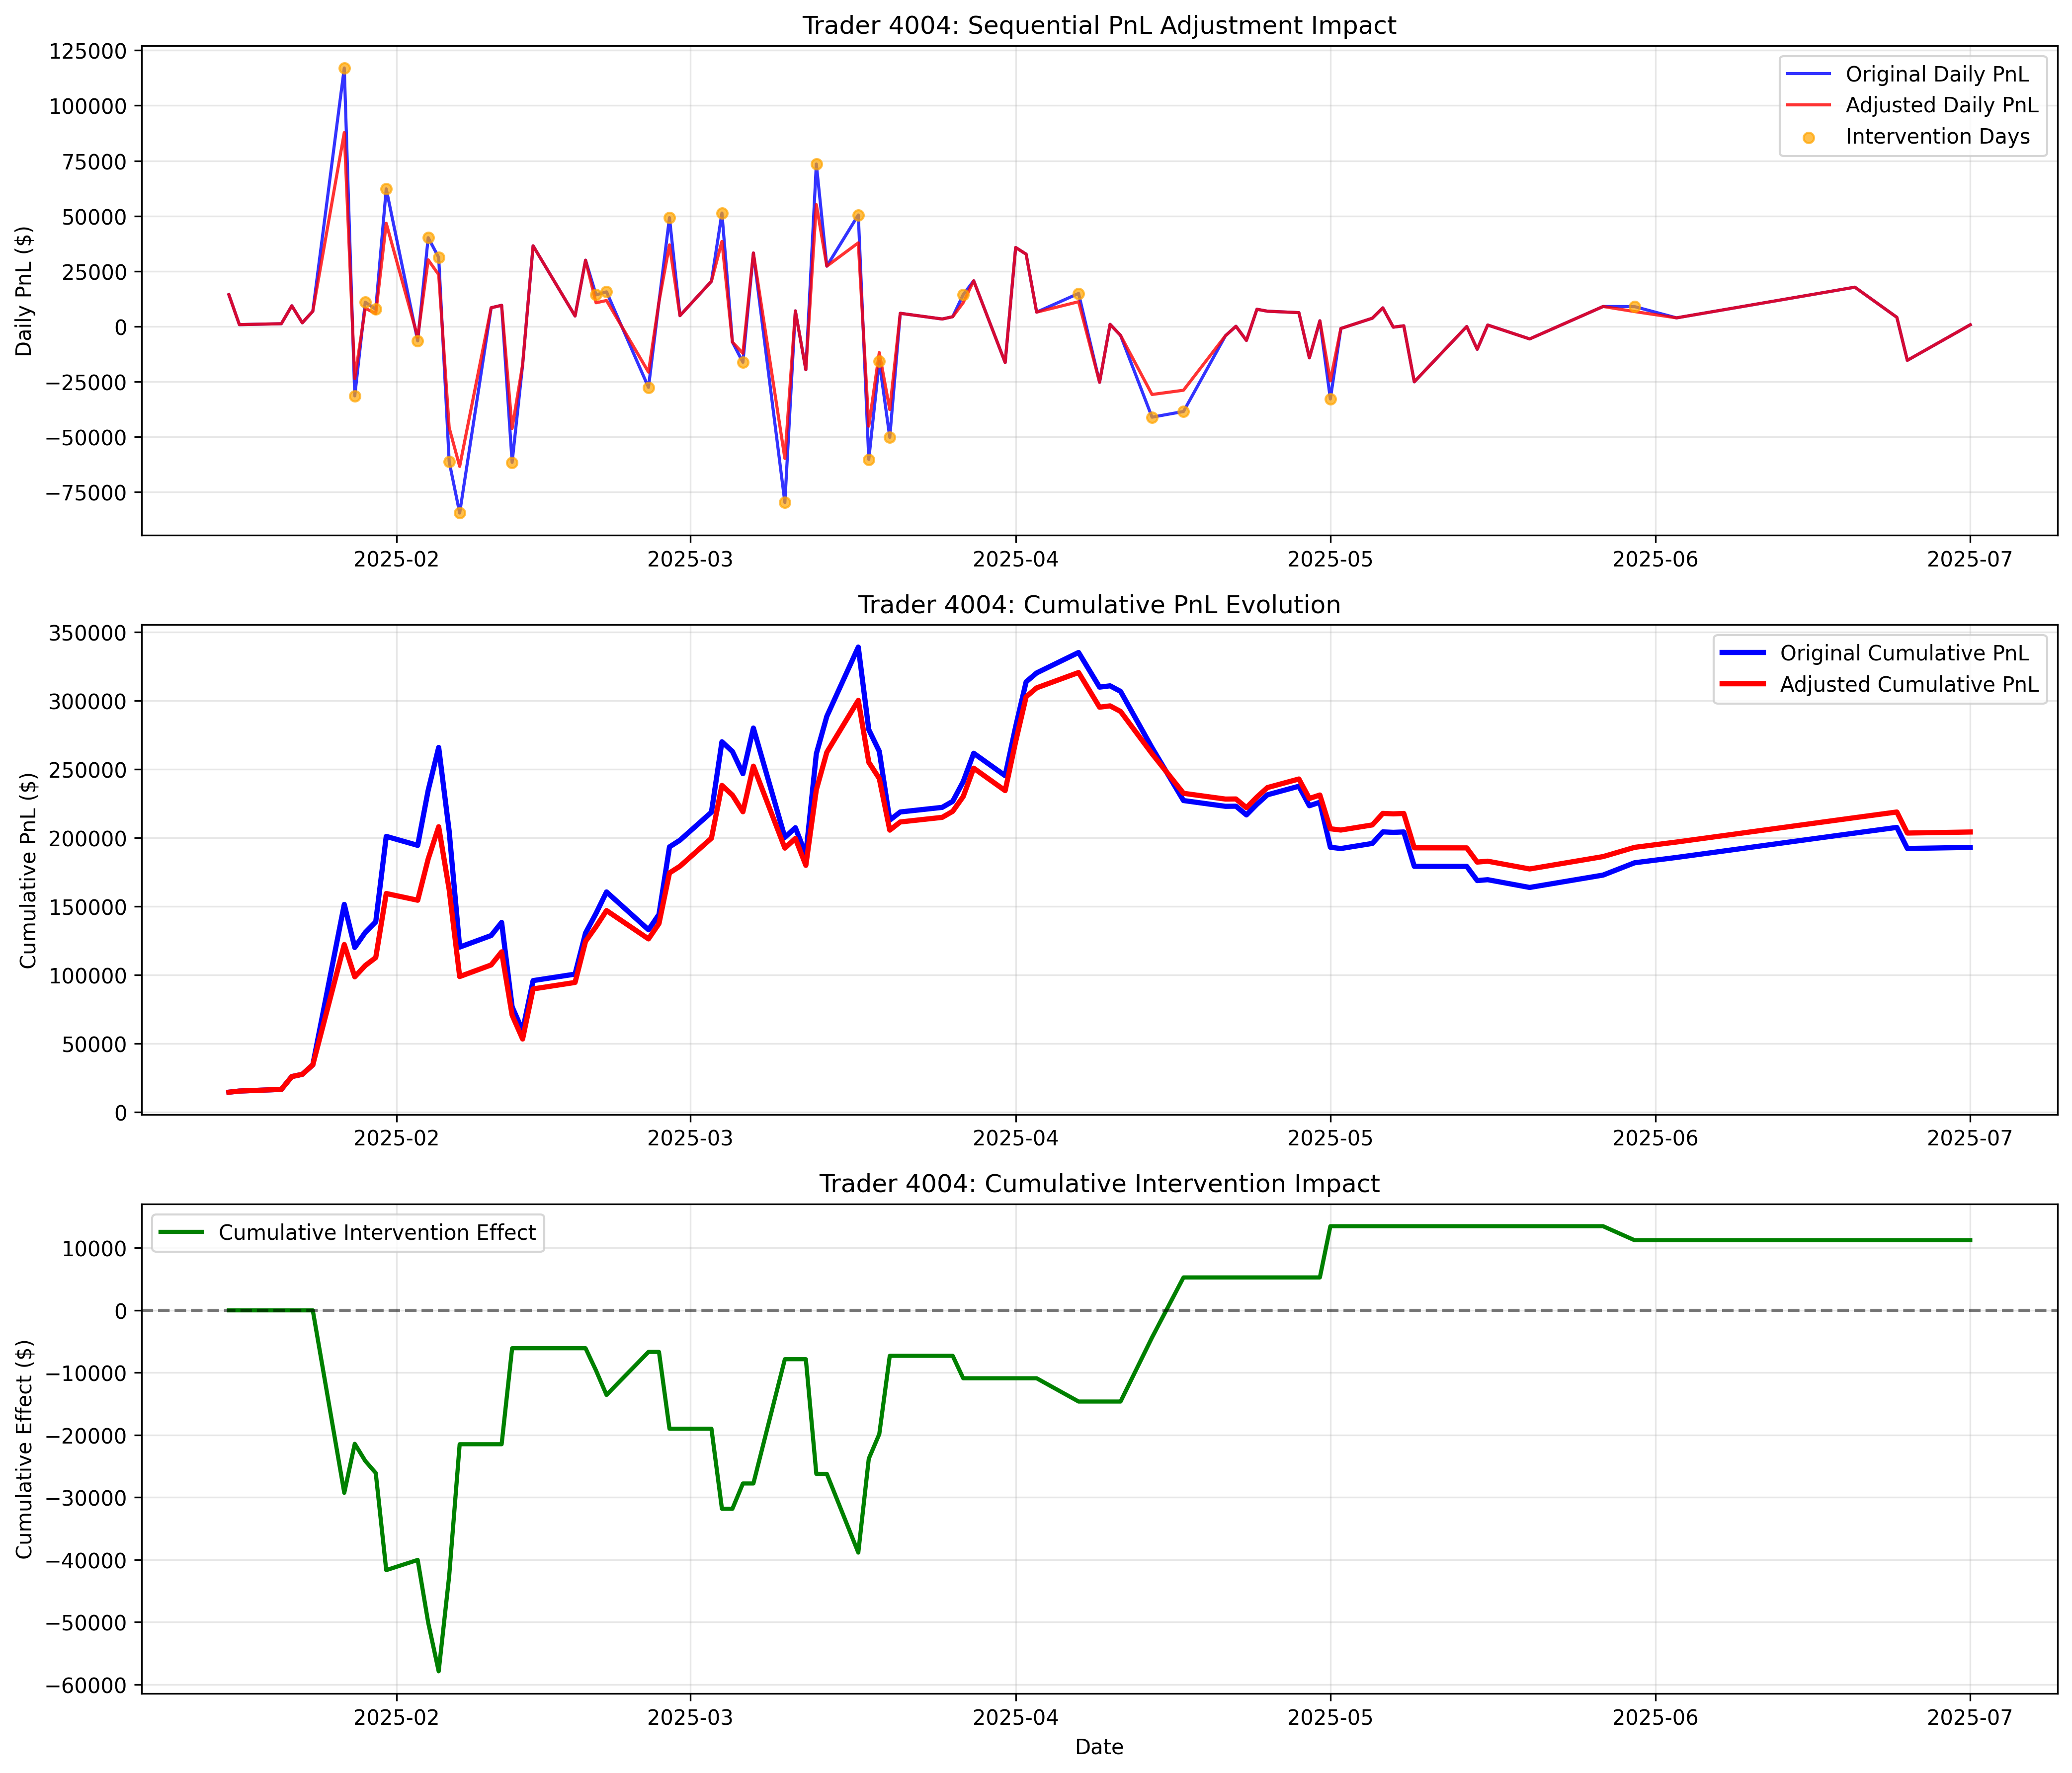 Trader 4004: Sequential PnL Adjustment Impact
125000
100000
75000
50000
25000
0
−25000
−50000
−75000
Daily PnL ($)
Original Daily PnL
Adjusted Daily PnL
Intervention Days
2025-02 2025-03 2025-04 2025-05 2025-06 2025-07
Trader 4004: Cumulative PnL Evolution
350000
300000
250000
200000
150000
100000
50000
0
Cumulative PnL ($)
Original Cumulative PnL
Adjusted Cumulative PnL
2025-02 2025-03 2025-04 2025-05 2025-06 2025-07
Trader 4004: Cumulative Intervention Impact
10000
0
−10000
−20000
−30000
−40000
−50000
−60000
Cumulative Effect ($)
Cumulative Intervention Effect
2025-02 2025-03 2025-04 2025-05 2025-06 2025-07
Date